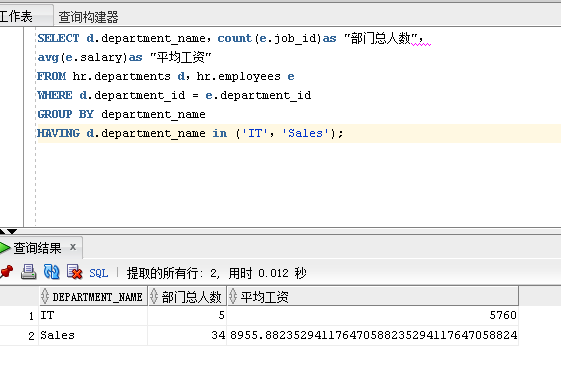 工作表 查询构建器
SELECT d.department_name，count(e.job_id)as "部门总人数"，
avg(e.salary)as "平均工资"
FROM hr.departments d，hr.employees e
WHERE d.department_id = e.department_id
GROUP BY department_name
HAVING d.department_name in ('IT'，'Sales');
查询结果 x
SQL | 提取的所有行: 2, 用时 0.012 秒
DEPARTMENT_NAME 部门总人数 平均工资
1 IT 5 5760
2 Sales 34 8955.882352941176470588235294117647058824